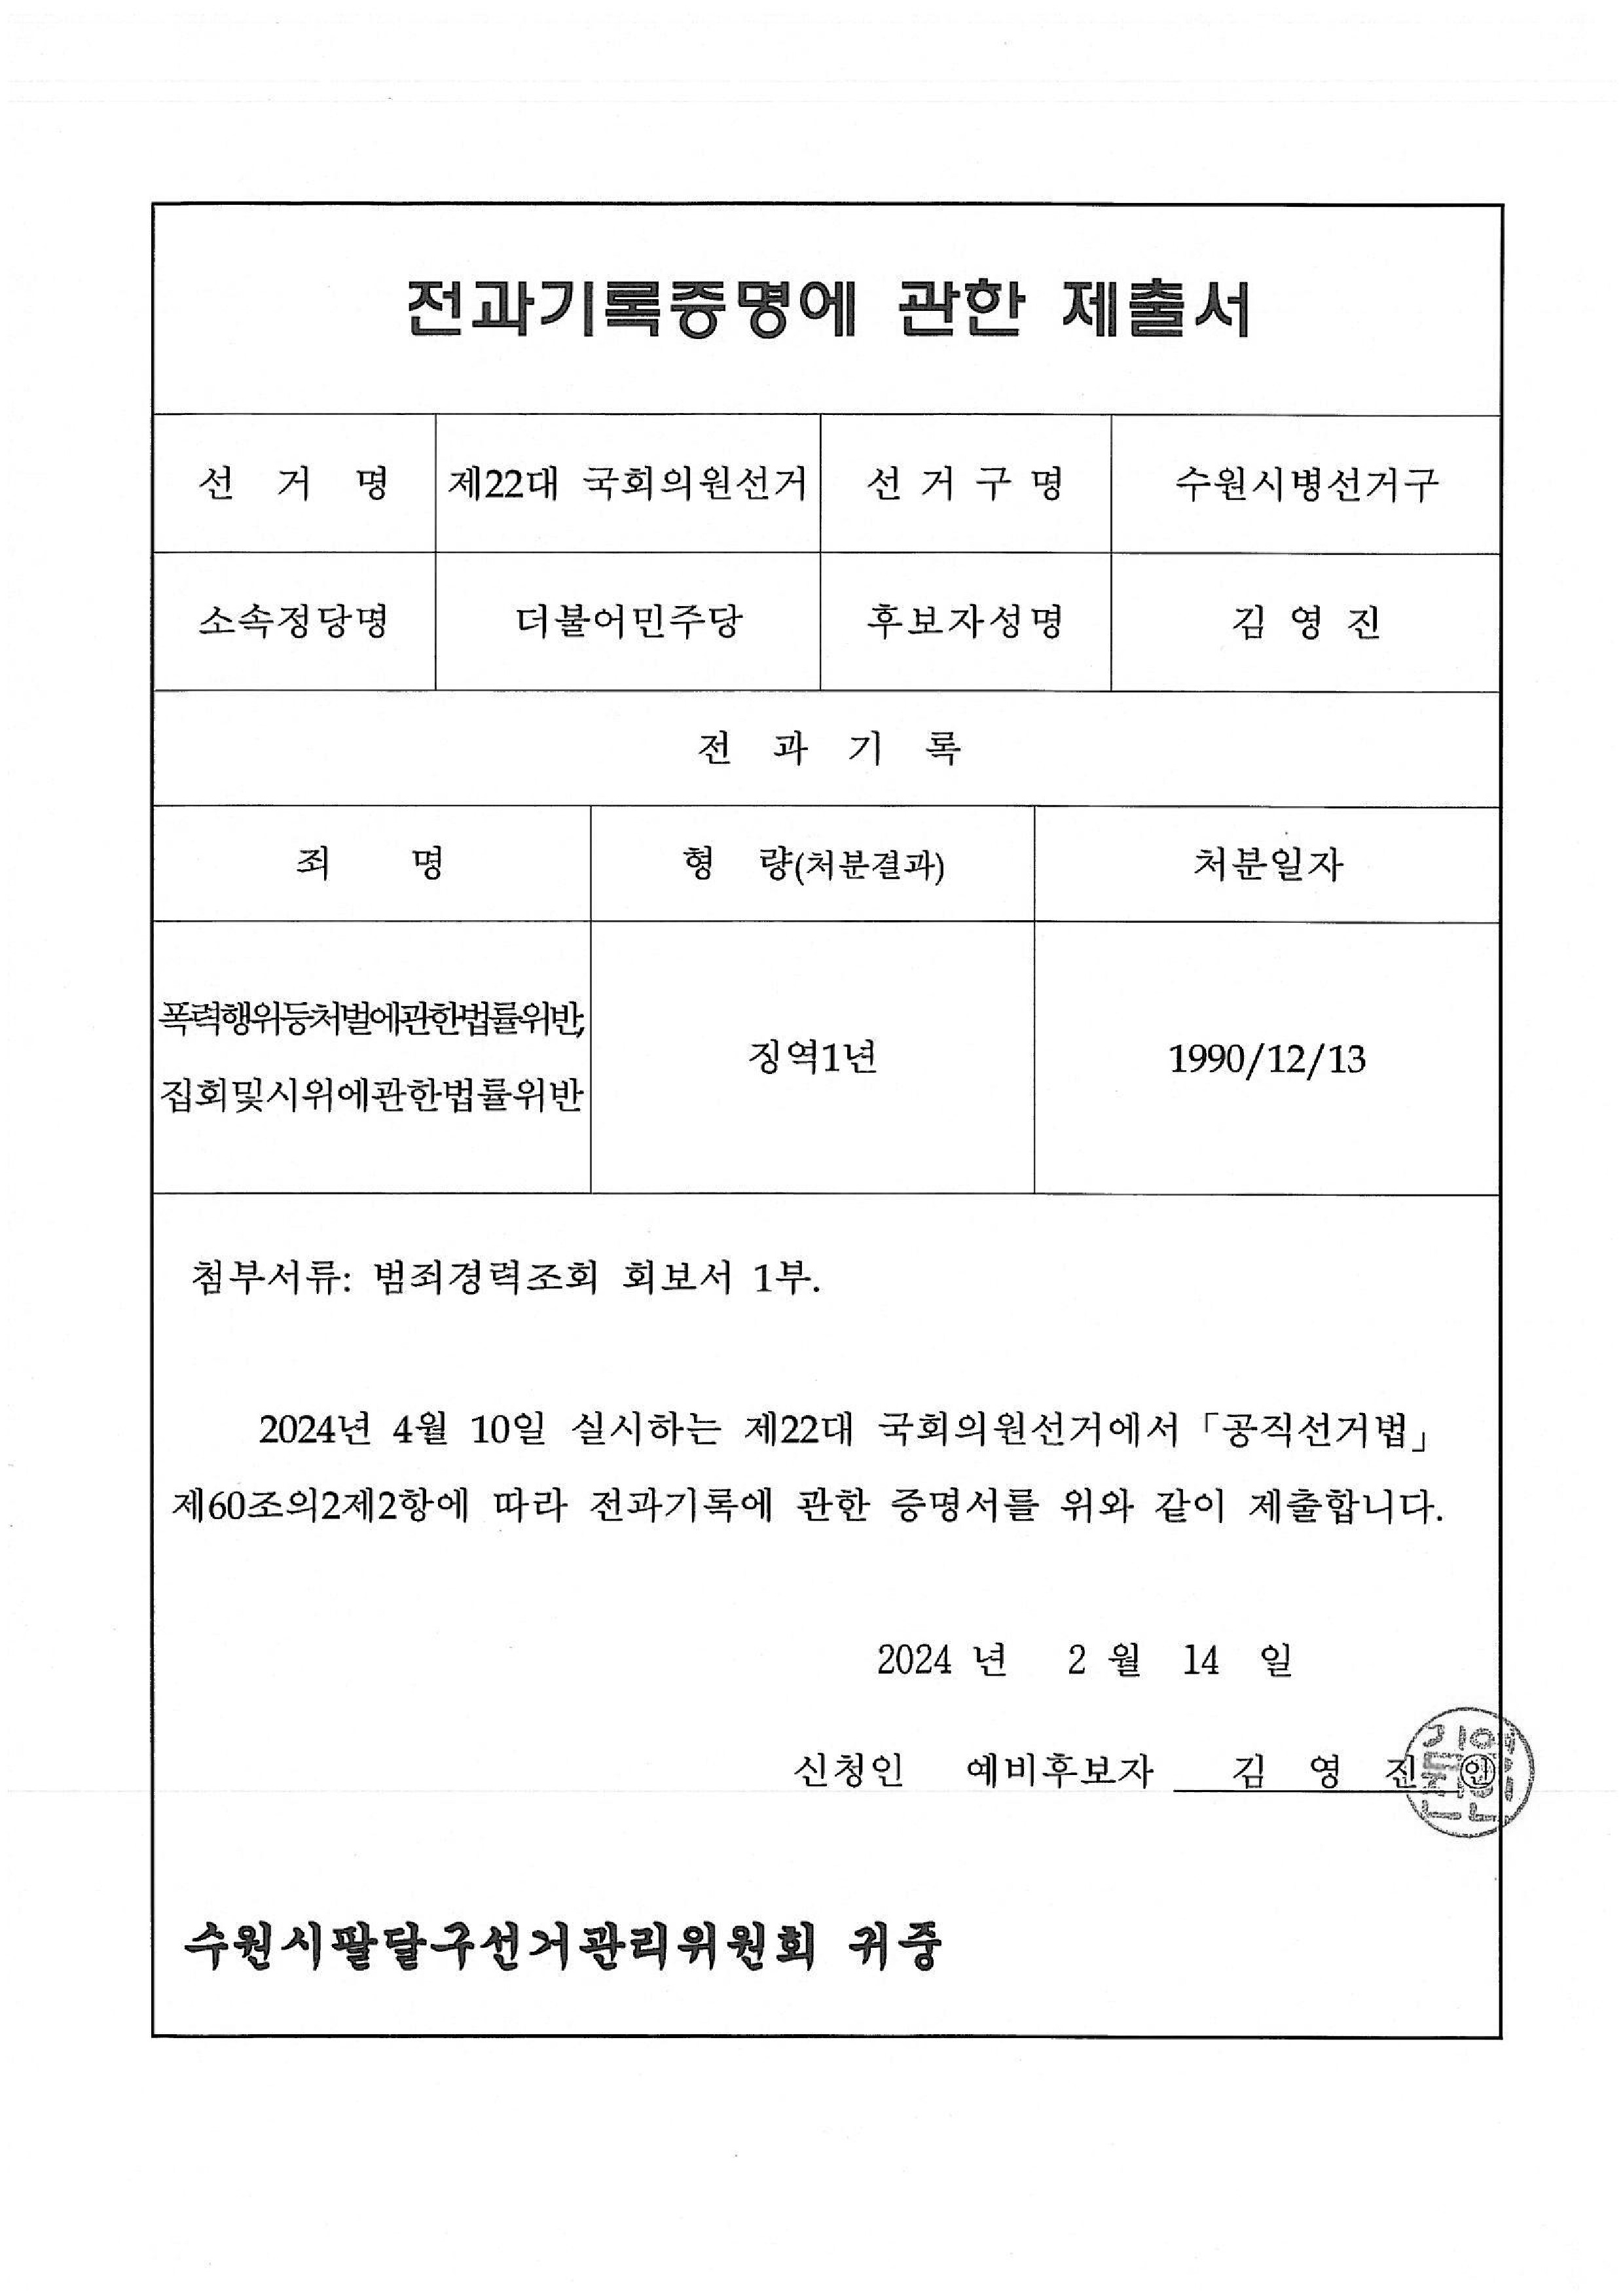 전과기록증명에 관한 제출서
선 거 명 제22대 국회의원선거 선 거 구 명 수원시병선거구
소속정당명 더불어민주당 후보자성명 김 영 진
전 과 기 록
죄 명 형 량(처분결과) 처분일자
폭력행위등처벌에관한법률위반,
집회및시위에관한법률위반
징역1년 1990/12/13
첨부서류: 범죄경력조회 회보서 1부.
2024년 4월 10일 실시하는 제22대 국회의원선거에서 「공직선거법」
제60조의2제2항에 따라 전과기록에 관한 증명서를 위와 같이 제출합니다.
2024 년 2 월 14 일
신청인 예비후보자 김 영 진 ㊞
수원시팔달구선거관리위원회 귀중